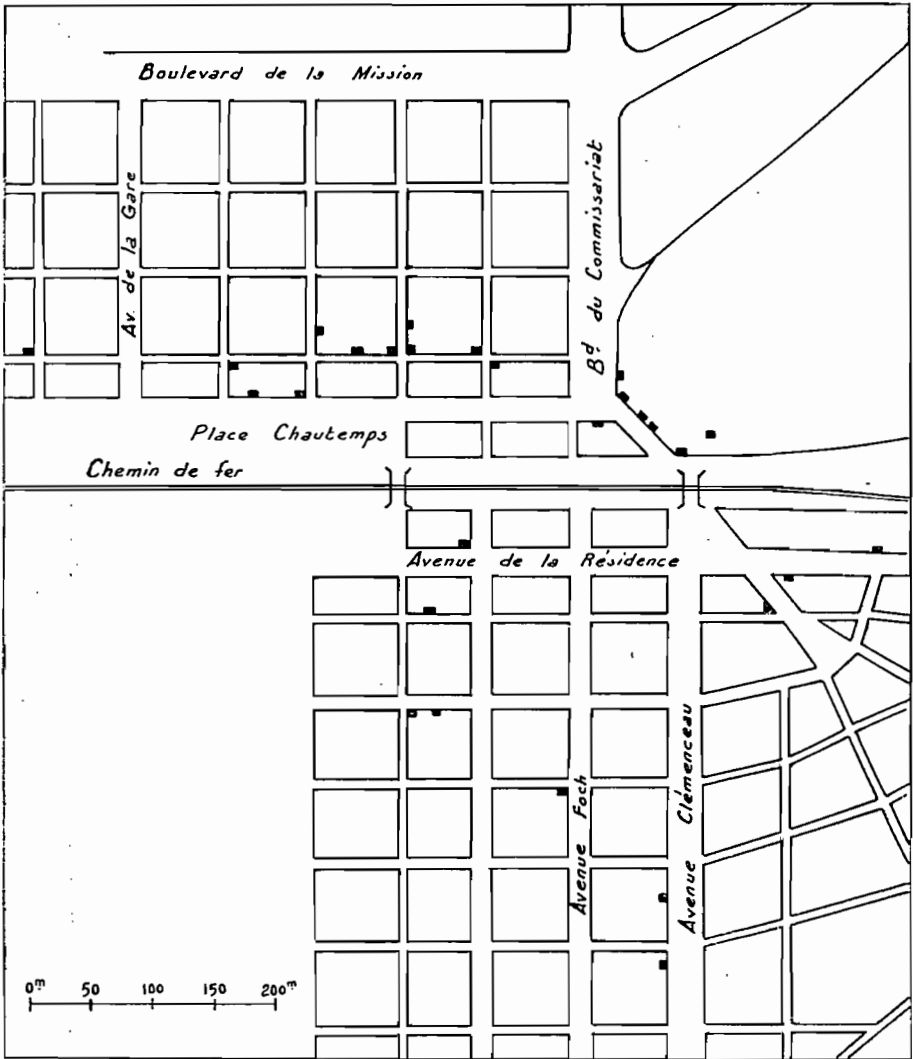 Boulevard de la Mission
Av. de la Gare
Bd. du Commissariat
Place Chautemps
Chemin de fer
Avenue de la Résidence
Avenue Foch
Avenue Clémenceau
0m 50 100 150 200m